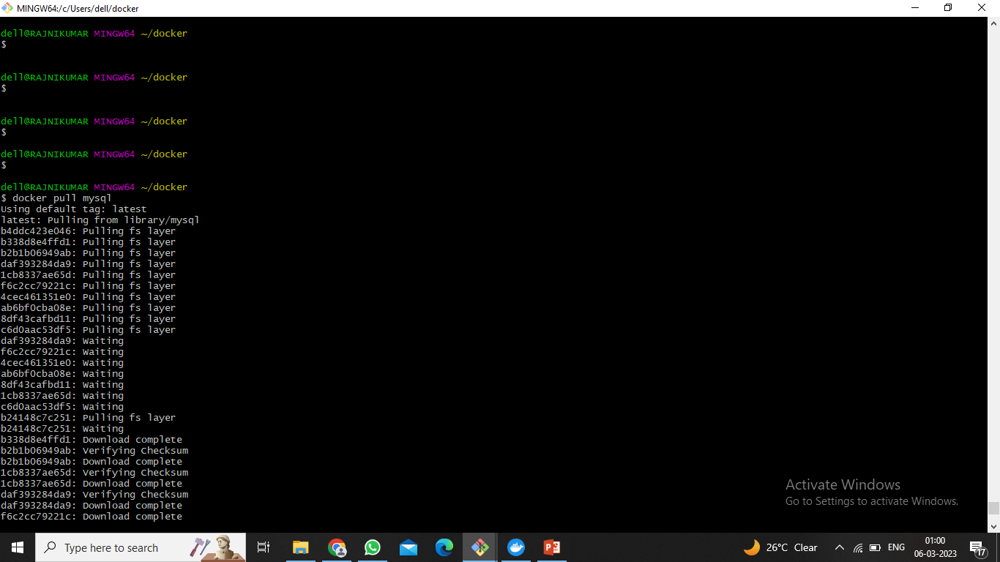 MINGW64:/c/Users/dell/docker
dell@RAJNIKUMAR MINGW64 ~/docker
$
dell@RAJNIKUMAR MINGW64 ~/docker
$
dell@RAJNIKUMAR MINGW64 ~/docker
$
dell@RAJNIKUMAR MINGW64 ~/docker
$
dell@RAJNIKUMAR MINGW64 ~/docker
$ docker pull mysql
Using default tag: latest
latest: Pulling from library/mysql
b4ddc423e046: Pulling fs layer
b338d8e4ffd1: Pulling fs layer
b2b1b06949ab: Pulling fs layer
daf393284da9: Pulling fs layer
1cb8337ae65d: Pulling fs layer
f6c2cc79221c: Pulling fs layer
4cec461351e0: Pulling fs layer
ab6bf0cba08e: Pulling fs layer
8df43cafbd11: Pulling fs layer
c6d0aac53df5: Pulling fs layer
daf393284da9: Waiting
f6c2cc79221c: Waiting
4cec461351e0: Waiting
ab6bf0cba08e: Waiting
8df43cafbd11: Waiting
1cb8337ae65d: Waiting
c6d0aac53df5: Waiting
b24148c7c251: Pulling fs layer
b24148c7c251: Waiting
b338d8e4ffd1: Download complete
b2b1b06949ab: Verifying Checksum
b2b1b06949ab: Download complete
1cb8337ae65d: Verifying Checksum
1cb8337ae65d: Download complete
daf393284da9: Verifying Checksum
daf393284da9: Download complete
f6c2cc79221c: Download complete
Activate Windows
Go to Settings to activate Windows.
Type here to search
26°C Clear
ENG
01:00
06-03-2023
17